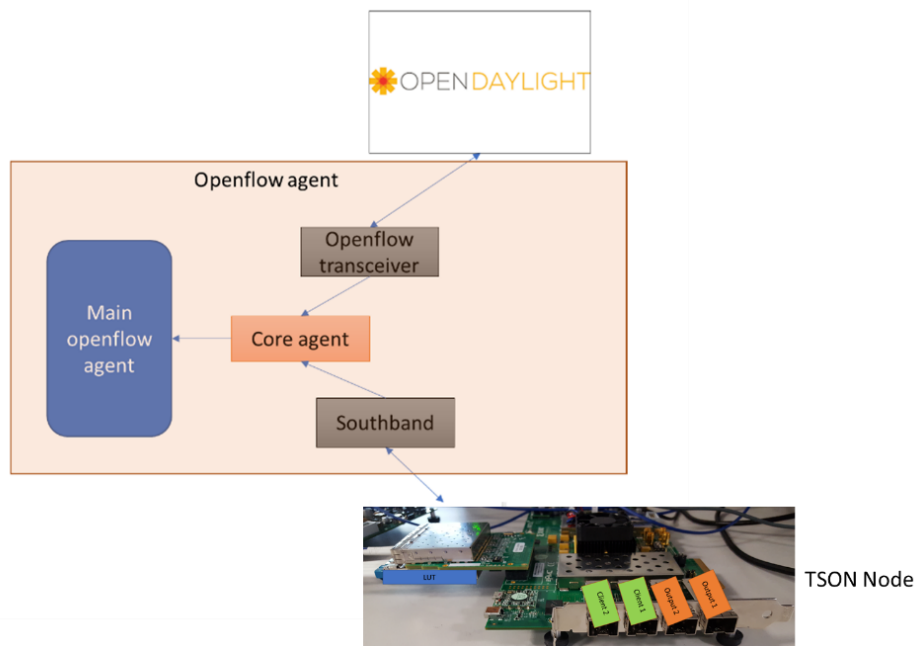 OPENDAYLIGHT
Openflow agent
Openflow
transceiver
Main
openflow
agent
Core agent
Southband
LUT
Client 2
Client 1
Output 2
Output 1
TSON Node